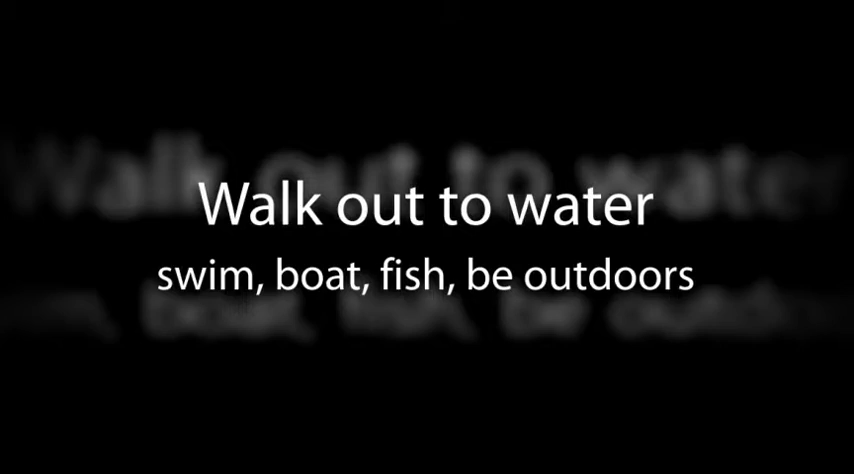 Walk out to water
swim, boat, fish, be outdoors